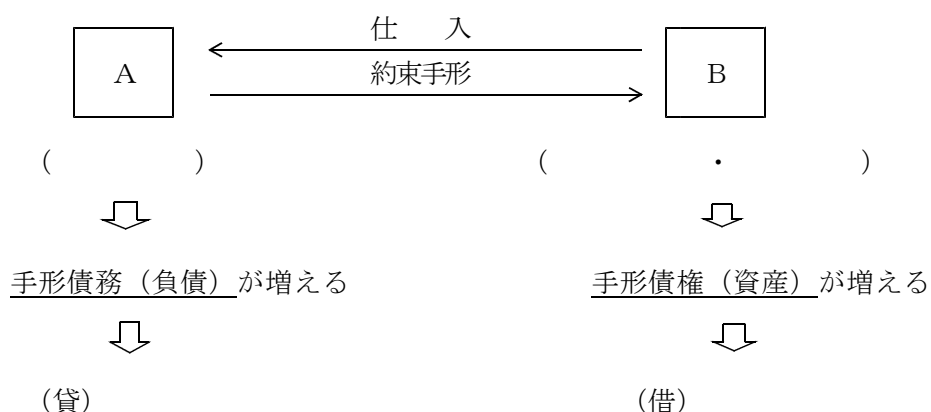 仕 入
A B
約束手形
( ) ( ・ )
手形債務(負債)が増える 手形債権(資産)が増える
(貸) (借)